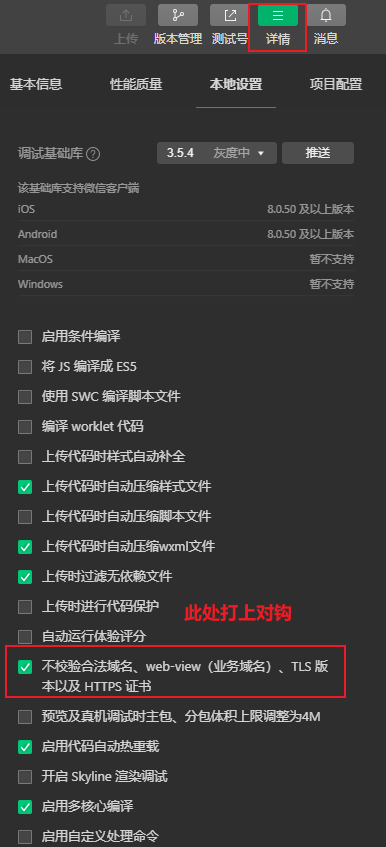 上传 版本管理 测试号 详情 消息
基本信息 性能质量 本地设置 项目配置
调试基础库 ? 3.5.4 灰度中 推送
该基础库支持微信客户端
iOS 8.0.50 及以上版本
Android 8.0.50 及以上版本
MacOS 暂不支持
Windows 暂不支持
启用条件编译
将 JS 编译成 ES5
使用 SWC 编译脚本文件
编译 worklet 代码
上传代码时样式自动补全
上传代码时自动压缩样式文件
上传代码时自动压缩脚本文件
上传代码时自动压缩wxml文件
上传时过滤无依赖文件
上传时进行代码保护
此处打上对钩
自动运行体验评分
不校验合法域名、web-view（业务域名）、TLS 版
本以及 HTTPS 证书
预览及真机调试时主包、分包体积上限调整为4M
启用代码自动热重载
开启 Skyline 渲染调试
启用多核心编译
启用自定义处理命令